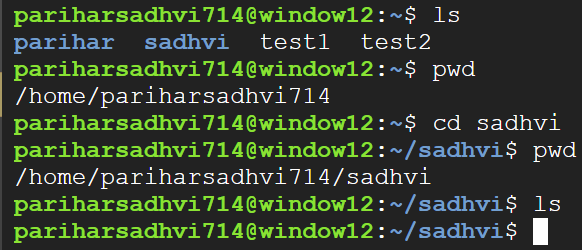 pariharsadhvi714@window12:~$ ls
parihar  sadhvi  test1  test2
pariharsadhvi714@window12:~$ pwd
/home/pariharsadhvi714
pariharsadhvi714@window12:~$ cd sadhvi
pariharsadhvi714@window12:~/sadhvi$ pwd
/home/pariharsadhvi714/sadhvi
pariharsadhvi714@window12:~/sadhvi$ ls
pariharsadhvi714@window12:~/sadhvi$